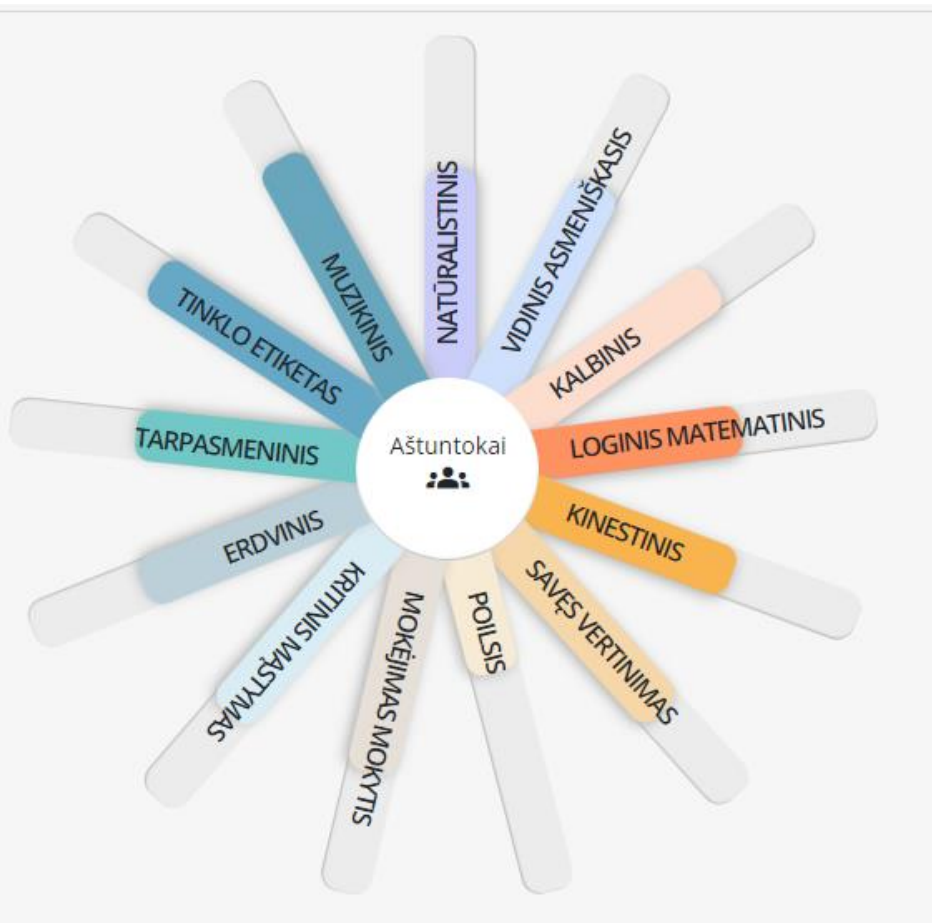 Aštuntokai
NATŪRALISTINIS
VIDINIS ASMENIŠKASIS
KALBINIS
LOGINIS MATEMATINIS
KINESTINIS
SAVĘS VERTINIMAS
POILSIS
MOKĖJIMAS MOKYTIS
KRITINIS MĄSTYMAS
ERDVINIS
TARPASMENINIS
TINKLO ETIKETAS
MUZIKINIS